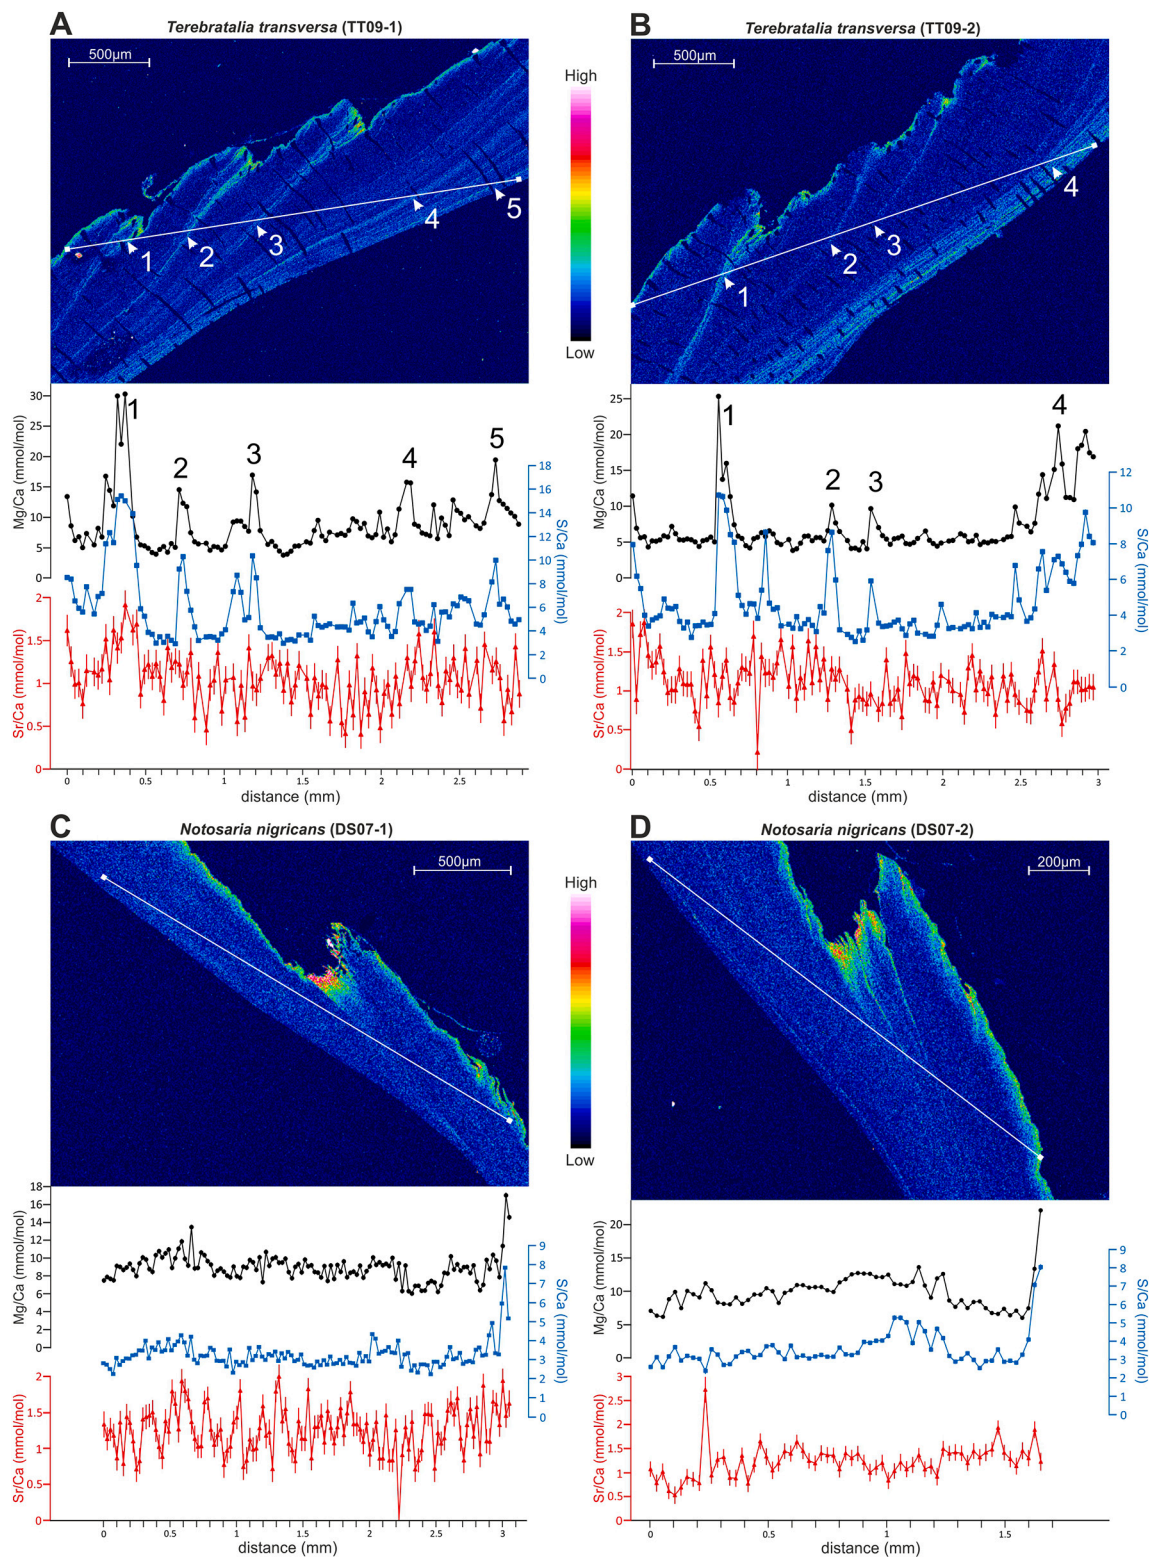 A
Terebratalia transversa (TT09-1)
500µm
1
2
3
4
5
High
Low
B
Terebratalia transversa (TT09-2)
500µm
1
2
3
4
Mg/Ca (mmol/mol)
30
25
20
15
10
5
0
1
2
3
4
5
S/Ca (mmol/mol)
18
16
14
12
10
8
6
4
2
0
Sr/Ca (mmol/mol)
2
1.5
1
0.5
0
0 0.5 1 1.5 2 2.5
distance (mm)
Mg/Ca (mmol/mol)
25
20
15
10
5
0
1
2
3
4
S/Ca (mmol/mol)
12
10
8
6
4
2
0
Sr/Ca (mmol/mol)
2
1.5
1
0.5
0
0 0.5 1 1.5 2 2.5 3
distance (mm)
C
Notosaria nigricans (DS07-1)
500µm
High
Low
D
Notosaria nigricans (DS07-2)
200µm
Mg/Ca (mmol/mol)
18
16
14
12
10
8
6
4
2
0
S/Ca (mmol/mol)
9
8
7
6
5
4
3
2
1
0
Sr/Ca (mmol/mol)
2
1.5
1
0.5
0
0 0.5 1 1.5 2 2.5 3
distance (mm)
Mg/Ca (mmol/mol)
20
15
10
5
0
S/Ca (mmol/mol)
9
8
7
6
5
4
3
2
1
0
Sr/Ca (mmol/mol)
3
2.5
2
1.5
1
0.5
0
0 0.5 1 1.5
distance (mm)